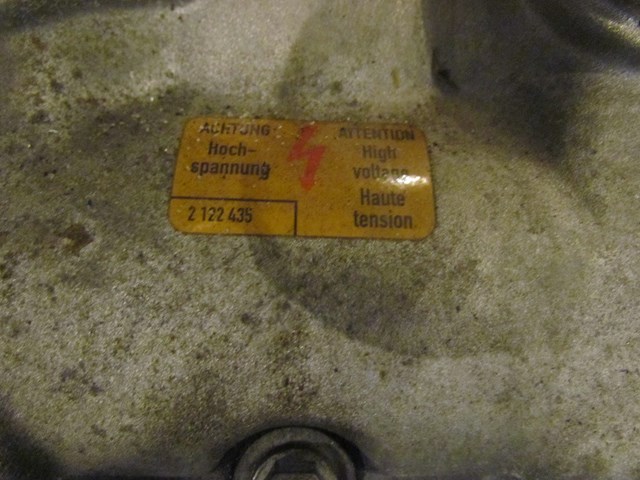 ACHTUNG
Hoch-
spannung
2 122 435
ATTENTION
High
voltage
Haute
tension